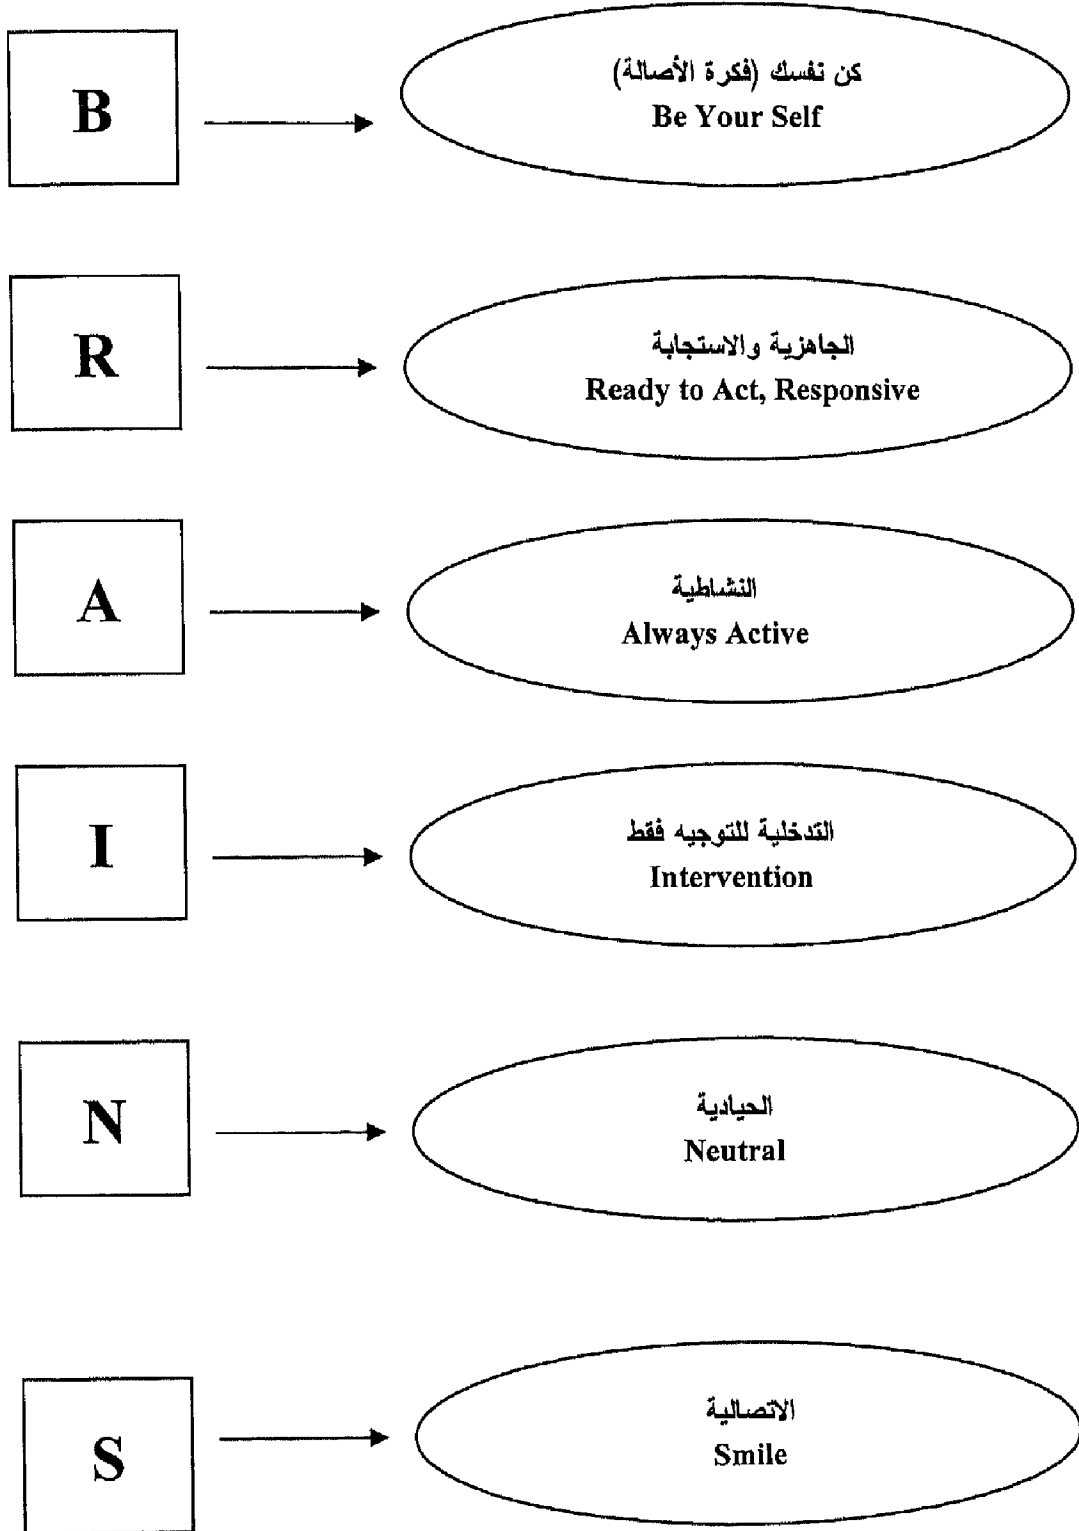 B
كن نفسك (فكرة الأصالة)
Be Your Self
R
الجاهزية والاستجابة
Ready to Act, Responsive
A
النشاطية
Always Active
I
التدخلية للتوجيه فقط
Intervention
N
الحيادية
Neutral
S
الاتصالية
Smile